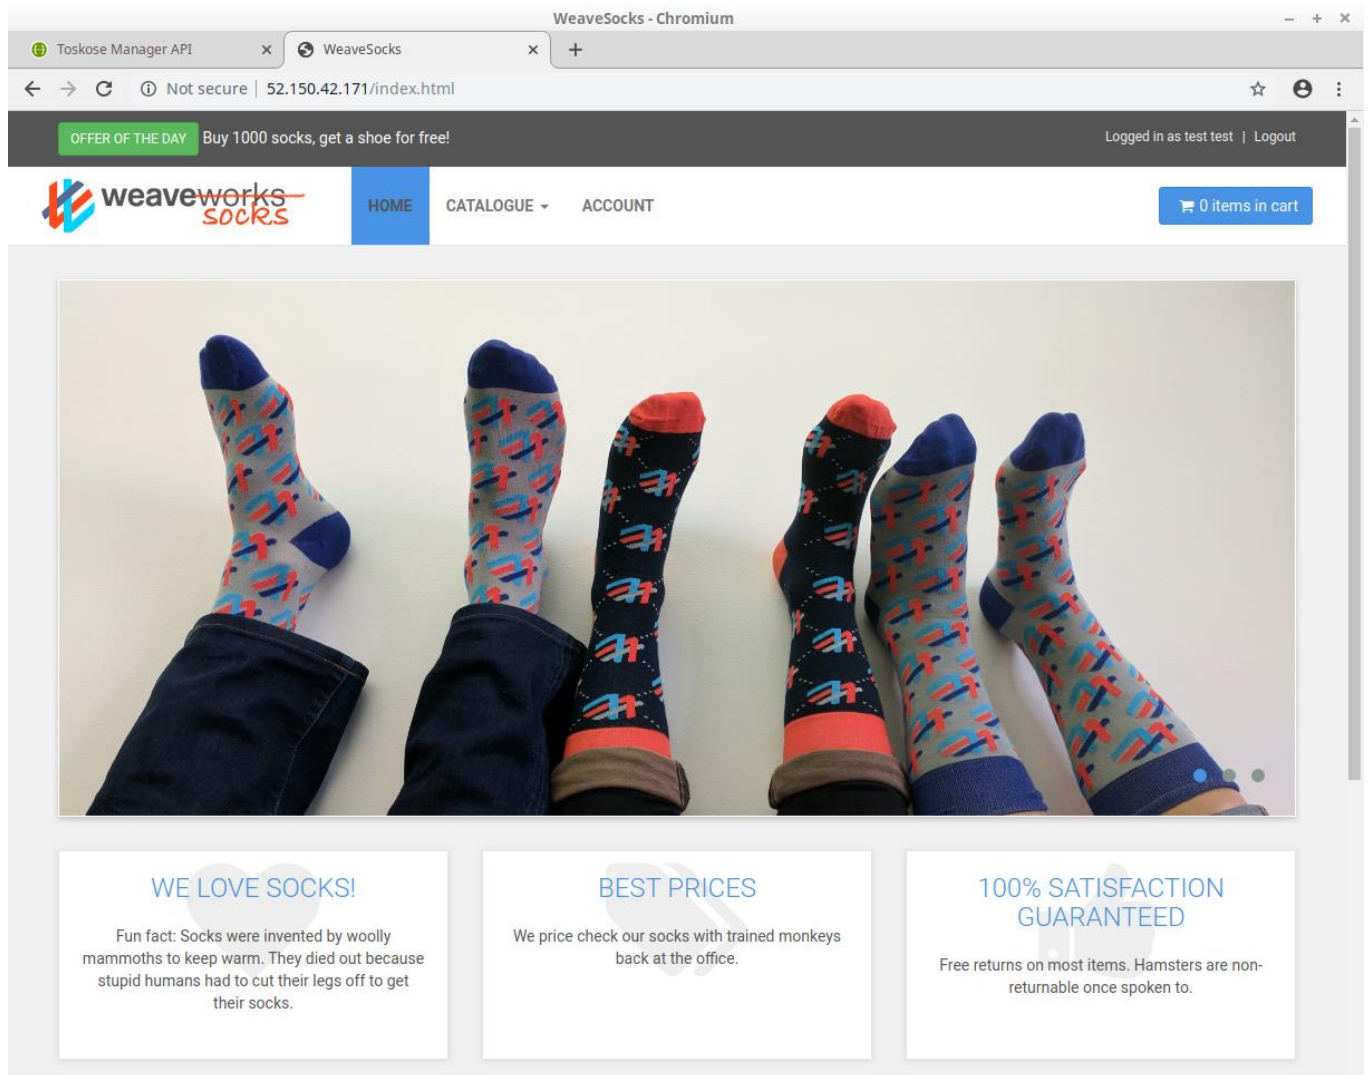 WeaveSocks - Chromium
Toskose Manager API
WeaveSocks
Not secure | 52.150.42.171/index.html
OFFER OF THE DAY Buy 1000 socks, get a shoe for free!
Logged in as test test | Logout
weaveworks
socks
HOME
CATALOGUE
ACCOUNT
0 items in cart
WE LOVE SOCKS!
Fun fact: Socks were invented by woolly
mammoths to keep warm. They died out because
stupid humans had to cut their legs off to get
their socks.
BEST PRICES
We price check our socks with trained monkeys
back at the office.
100% SATISFACTION
GUARANTEED
Free returns on most items. Hamsters are non-
returnable once spoken to.